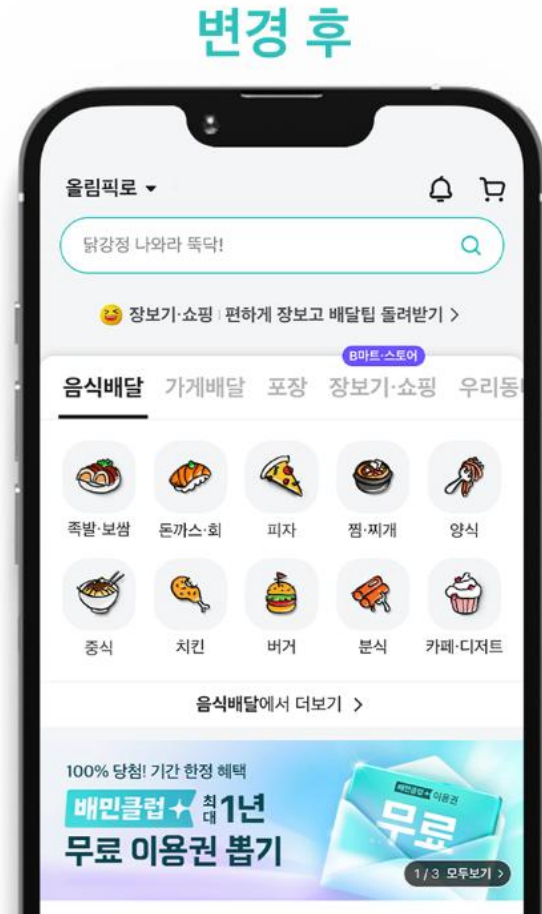 변경 후
올림픽로
닭강정 나와라 뚝딱!
장보기·쇼핑 | 편하게 장보고 배달팁 돌려받기 >
B마트·스토어
음식배달 가게배달 포장 장보기·쇼핑 우리동
족발·보쌈 돈까스·회 피자 찜·찌개 양식
중식 치킨 버거 분식 카페·디저트
음식배달에서 더보기 >
100% 당첨! 기간 한정 혜택
배민클럽 최대 1년
무료 이용권 뽑기
배민클럽 이용권
무료
1/3 모두보기 >